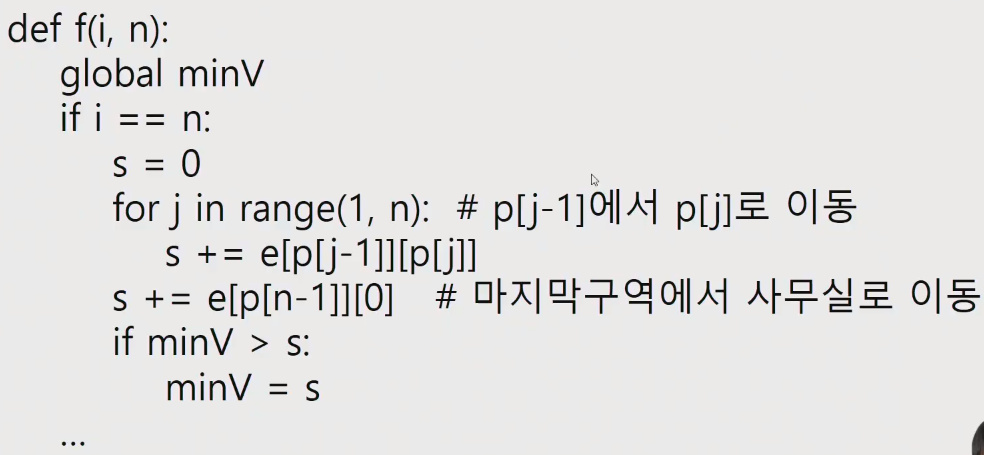 def f(i, n):
global minV
if i == n:
s = 0
for j in range(1, n): # p[j-1]에서 p[j]로 이동
s += e[p[j-1]][p[j]]
s += e[p[n-1]][0] # 마지막구역에서 사무실로 이동
if minV > s:
minV = s
...